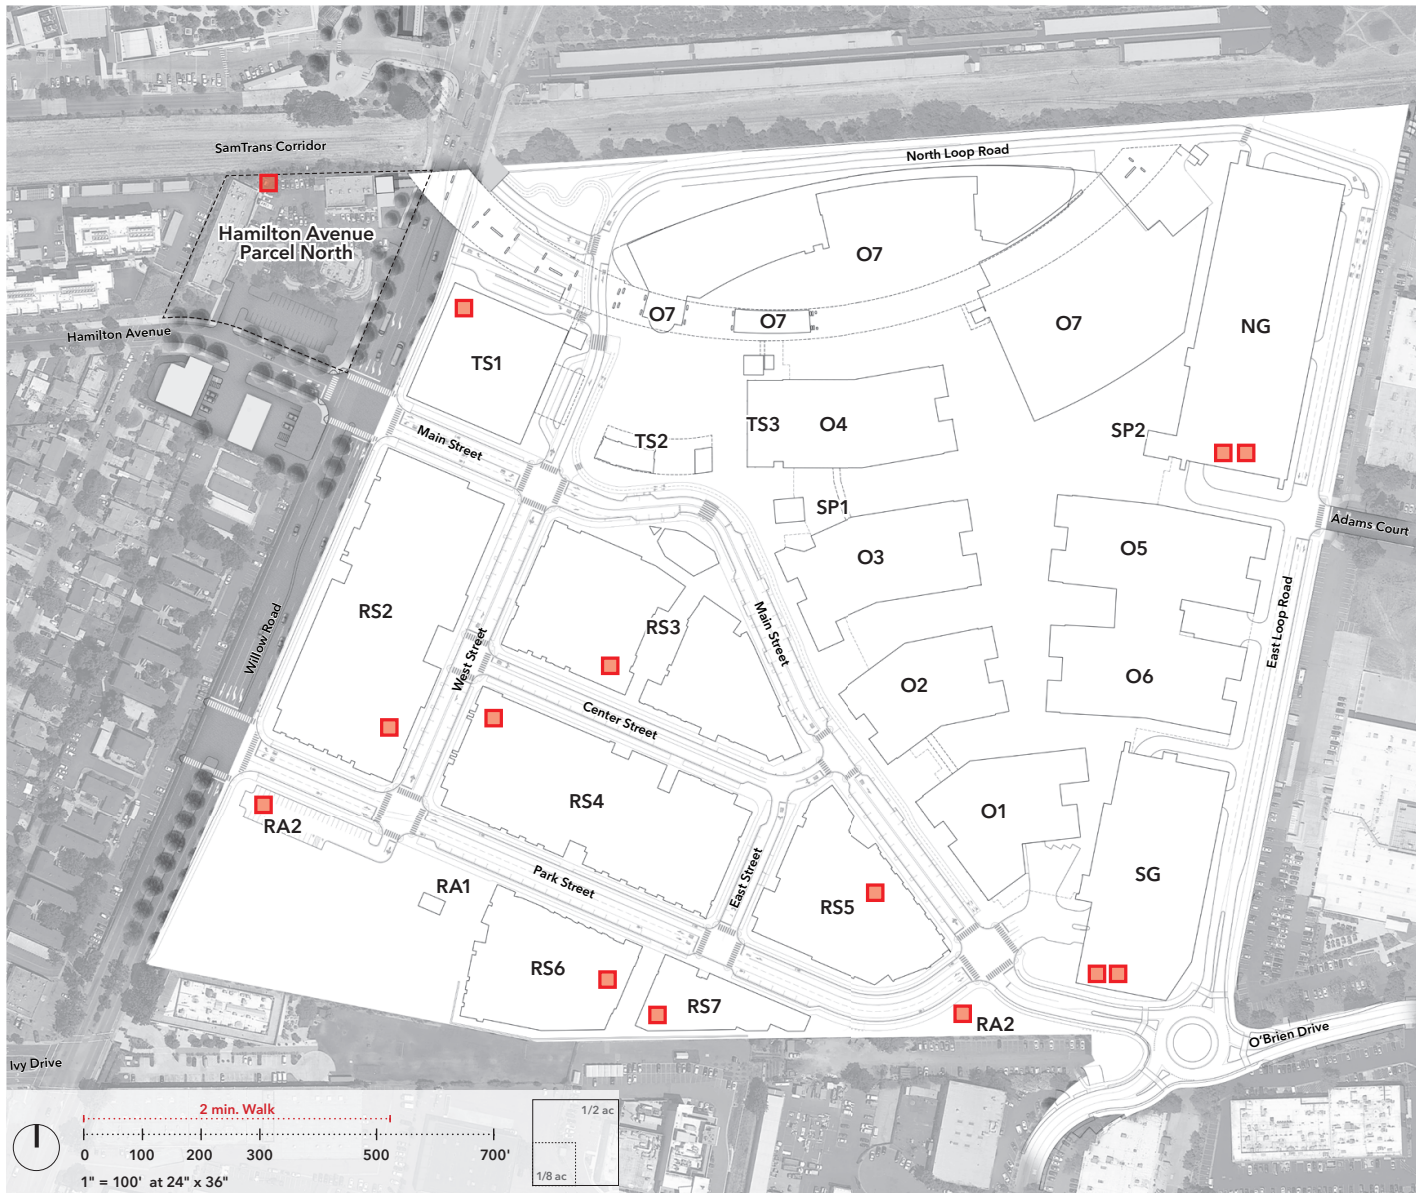 SamTrans Corridor
North Loop Road
Hamilton Avenue
Parcel North
O7
O7
O7
O7
NG
Hamilton Avenue
TS1
TS3
O4
SP2
Main Street
TS2
SP1
Adams Court
O3
O5
RS2
RS3
Main Street
East Loop Road
Willow Road
West Street
O2
O6
Center Street
RS4
O1
RA2
Park Street
East Street
SG
RA1
RS5
RS6
RS7
RA2
O'Brien Drive
Ivy Drive
2 min. Walk
0 100 200 300 500 700'
1" = 100' at 24" x 36"
1/2 ac
1/8 ac